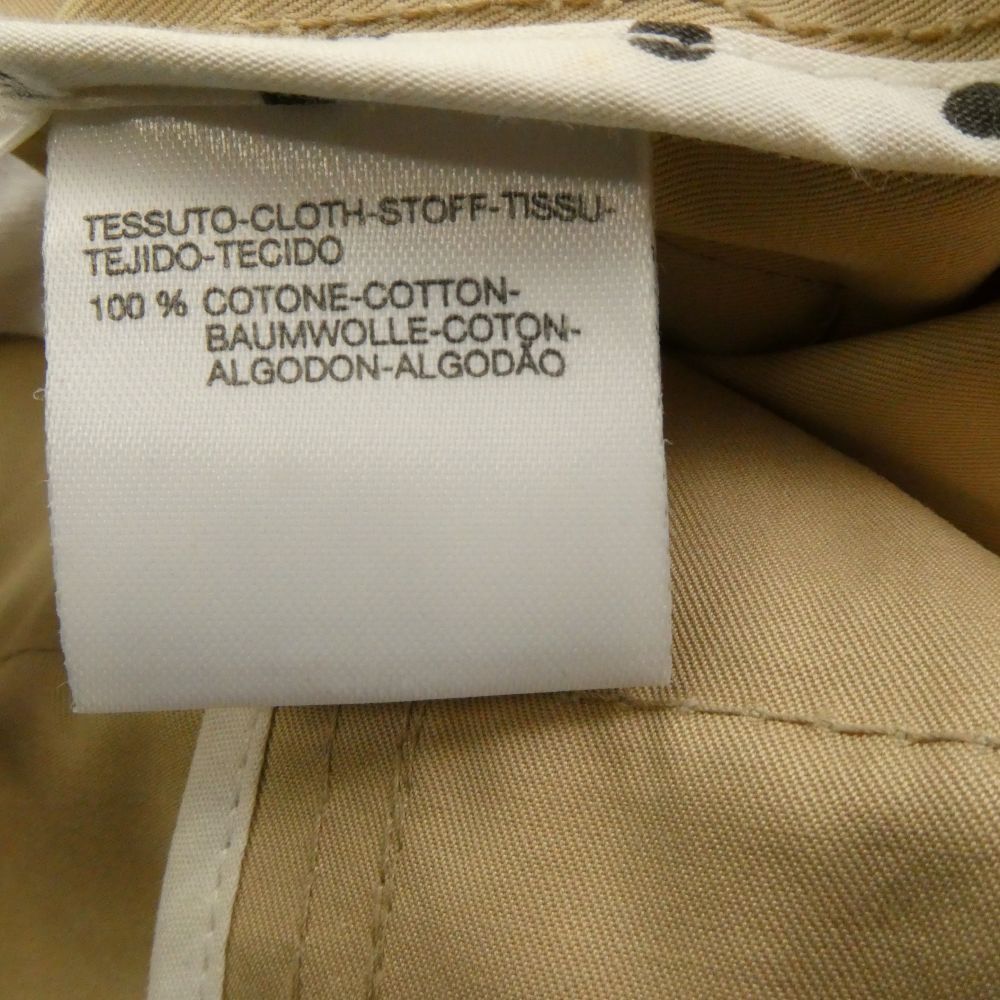 TESSUTO-CLOTH-STOFF-TISSU-
TEJIDO-TECIDO
100 % COTONE-COTTON-
BAUMWOLLE-COTON-
ALGODON-ALGODÃO